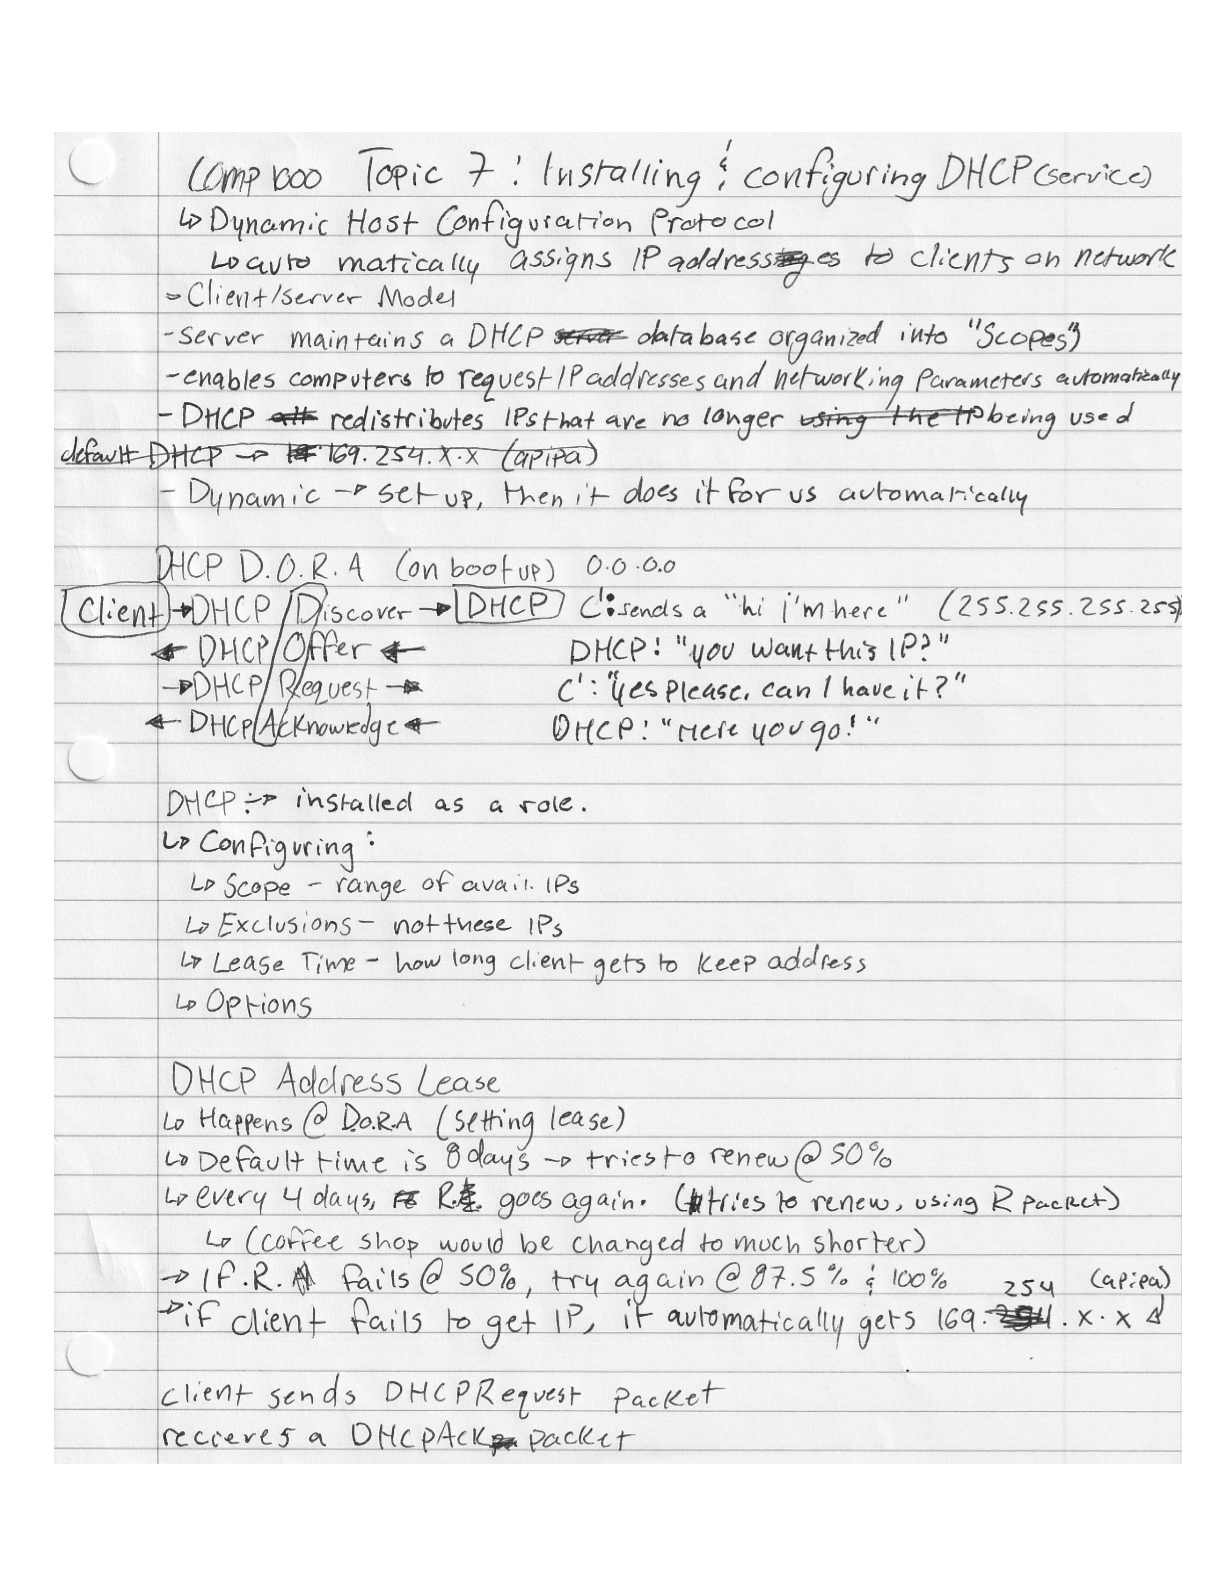 Comp 1000 Topic 7: Installing & configuring DHCP (service)
↳ Dynamic Host Configuration Protocol
↳ auto matically assigns IP addresses to clients on network
- Client/server Model
- server maintains a DHCP server database organized into "Scopes")
- enables computers to request IP addresses and networking Parameters automatically
- DHCP redistributes IPs that are no longer using the IP being used
default DHCP → 169.254.x.x (apipa)
- Dynamic → set up, then it does it for us automatically
DHCP D.O.R.A (on boot up) 0.0.0.0
Client → DHCP Discover → DHCP C: sends a "hi i'm here" (255.255.255.255)
← DHCP Offer ← DHCP: "you want this IP?"
→ DHCP Request → C: "yes please, can I have it?"
← DHCP Acknowledge ← DHCP: "Here you go!"
DHCP: → installed as a role.
↳ Configuring:
↳ Scope - range of avail. IPs
↳ Exclusions - not these IPs
↳ Lease Time - how long client gets to keep address
↳ Options
DHCP Address Lease
↳ Happens @ D.O.R.A (setting lease)
↳ Default time is 8 days → tries to renew @ 50%
↳ every 4 days, R. goes again. (tries to renew, using R packet)
↳ (coffee shop would be changed to much shorter)
→ If R. fails @ 50%, try again @ 87.5% & 100%
→ if client fails to get IP, it automatically gets 169.254.x.x (apipa)
client sends DHCPRequest packet
recieves a DHCPAck packet